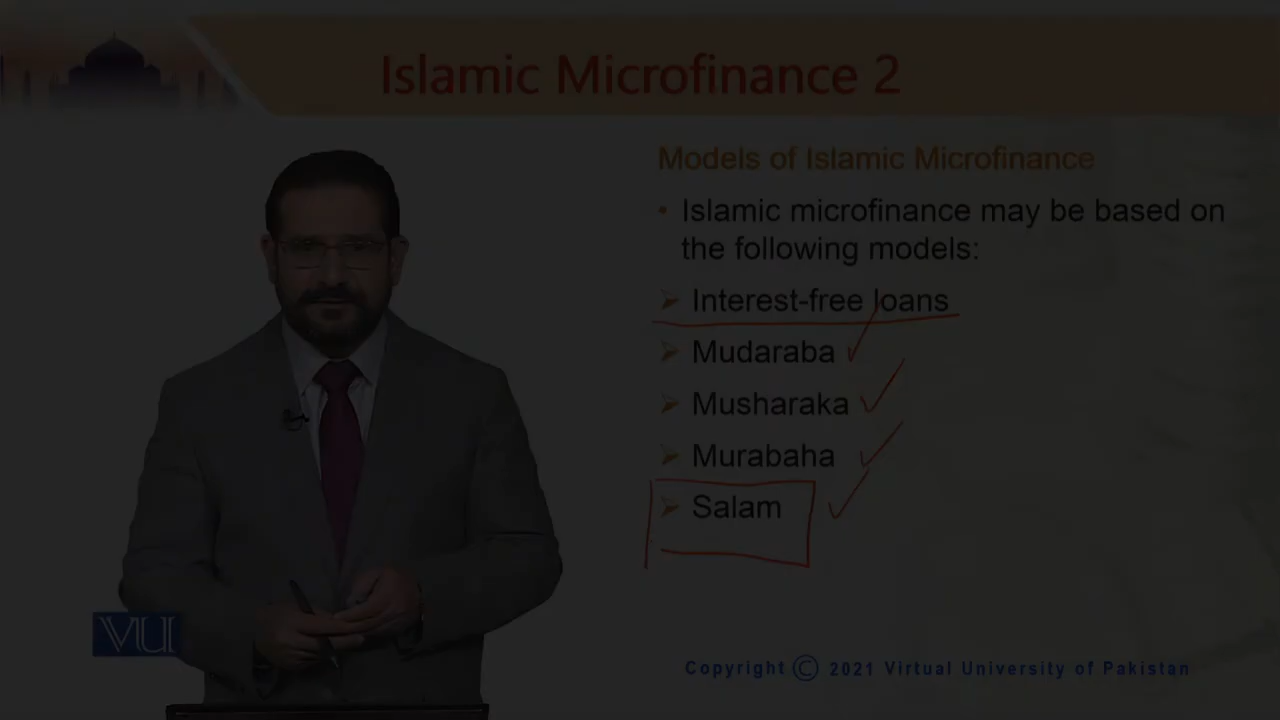 Islamic Microfinance 2
Models of Islamic Microfinance
• Islamic microfinance may be based on
the following models:
➢ Interest-free loans
➢ Mudaraba
➢ Musharaka
➢ Murabaha
➢ Salam
VU
Copyright © 2021 Virtual University of Pakistan